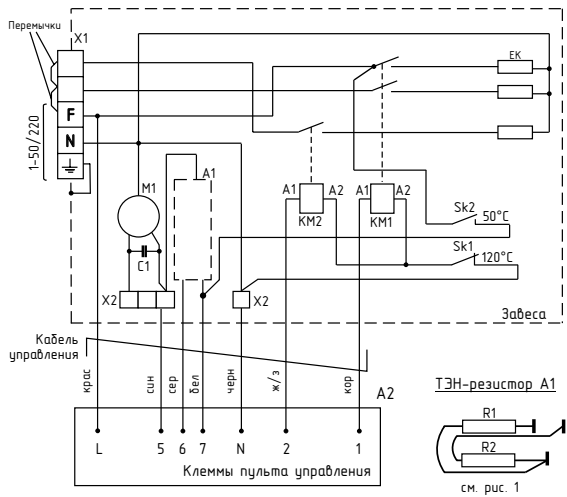 Перемычки
X1
EK
F
N
1-50/220
M1
A1
C1
X2
A1
A2
KM2
A1
A2
KM1
Sk2
50°C
Sk1
120°C
X2
Завеса
Кабель
управления
крас
син
сер
бел
черн
ж/з
кор
A2
L
5
6
7
N
2
1
Клеммы пульта управления
ТЭН-резистор А1
R1
R2
см. рис. 1